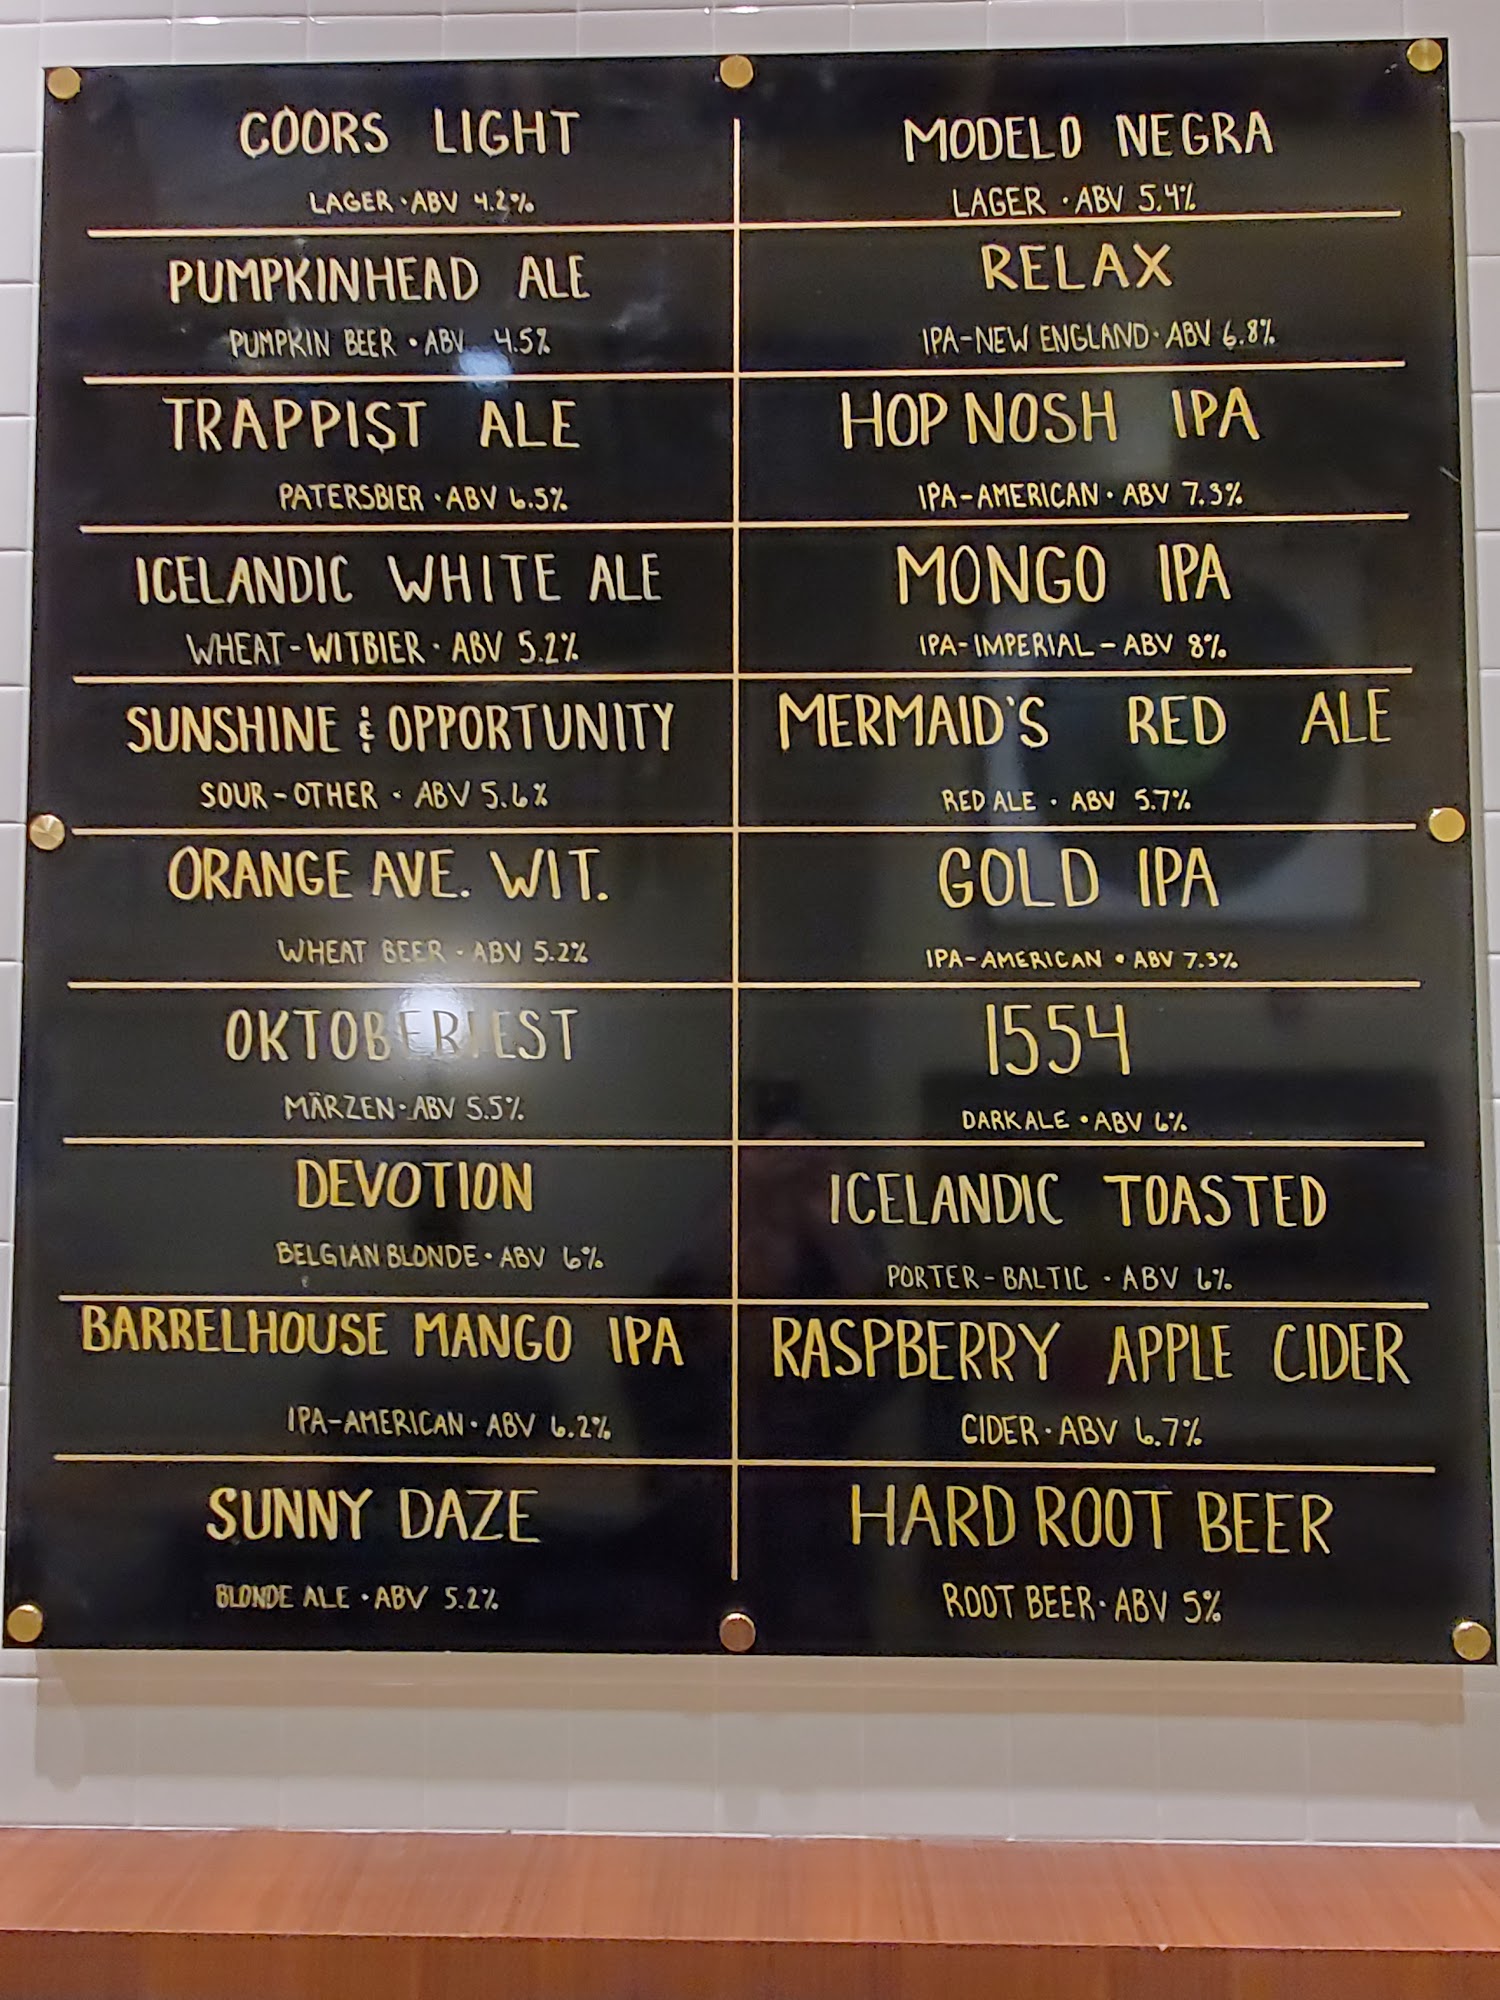 COORS LIGHT
LAGER · ABV 4.2%
PUMPKINHEAD ALE
PUMPKIN BEER · ABV 4.5%
TRAPPIST ALE
PATERSBIER · ABV 6.5%
ICELANDIC WHITE ALE
WHEAT-WITBIER · ABV 5.2%
SUNSHINE & OPPORTUNITY
SOUR-OTHER · ABV 5.6%
ORANGE AVE. WIT.
WHEAT BEER · ABV 5.2%
OKTOBERFEST
MÄRZEN · ABV 5.5%
DEVOTION
BELGIAN BLONDE · ABV 6%
BARRELHOUSE MANGO IPA
IPA-AMERICAN · ABV 6.2%
SUNNY DAZE
BLONDE ALE · ABV 5.2%
MODELO NEGRA
LAGER · ABV 5.4%
RELAX
IPA-NEW ENGLAND · ABV 6.8%
HOP NOSH IPA
IPA-AMERICAN · ABV 7.3%
MONGO IPA
IPA-IMPERIAL - ABV 8%
MERMAID'S RED ALE
RED ALE · ABV 5.7%
GOLD IPA
IPA-AMERICAN · ABV 7.3%
1554
DARK ALE · ABV 6%
ICELANDIC TOASTED
PORTER-BALTIC · ABV 6%
RASPBERRY APPLE CIDER
CIDER · ABV 6.7%
HARD ROOT BEER
ROOT BEER · ABV 5%